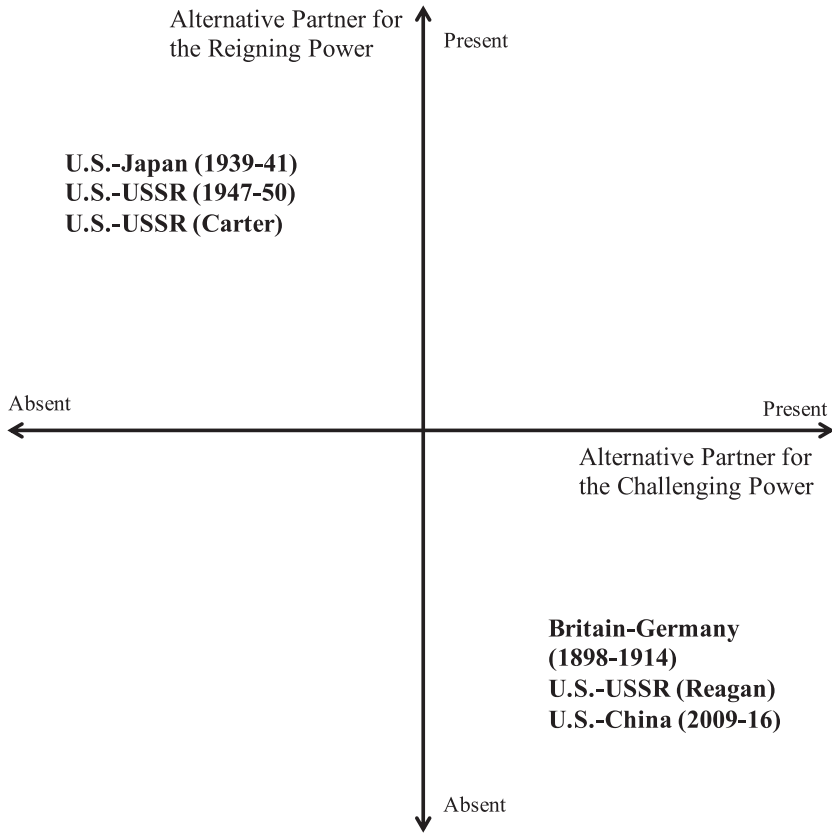 Alternative Partner for
the Reigning Power
Present
U.S.-Japan (1939-41)
U.S.-USSR (1947-50)
U.S.-USSR (Carter)
Absent
Present
Alternative Partner for
the Challenging Power
Britain-Germany
(1898-1914)
U.S.-USSR (Reagan)
U.S.-China (2009-16)
Absent